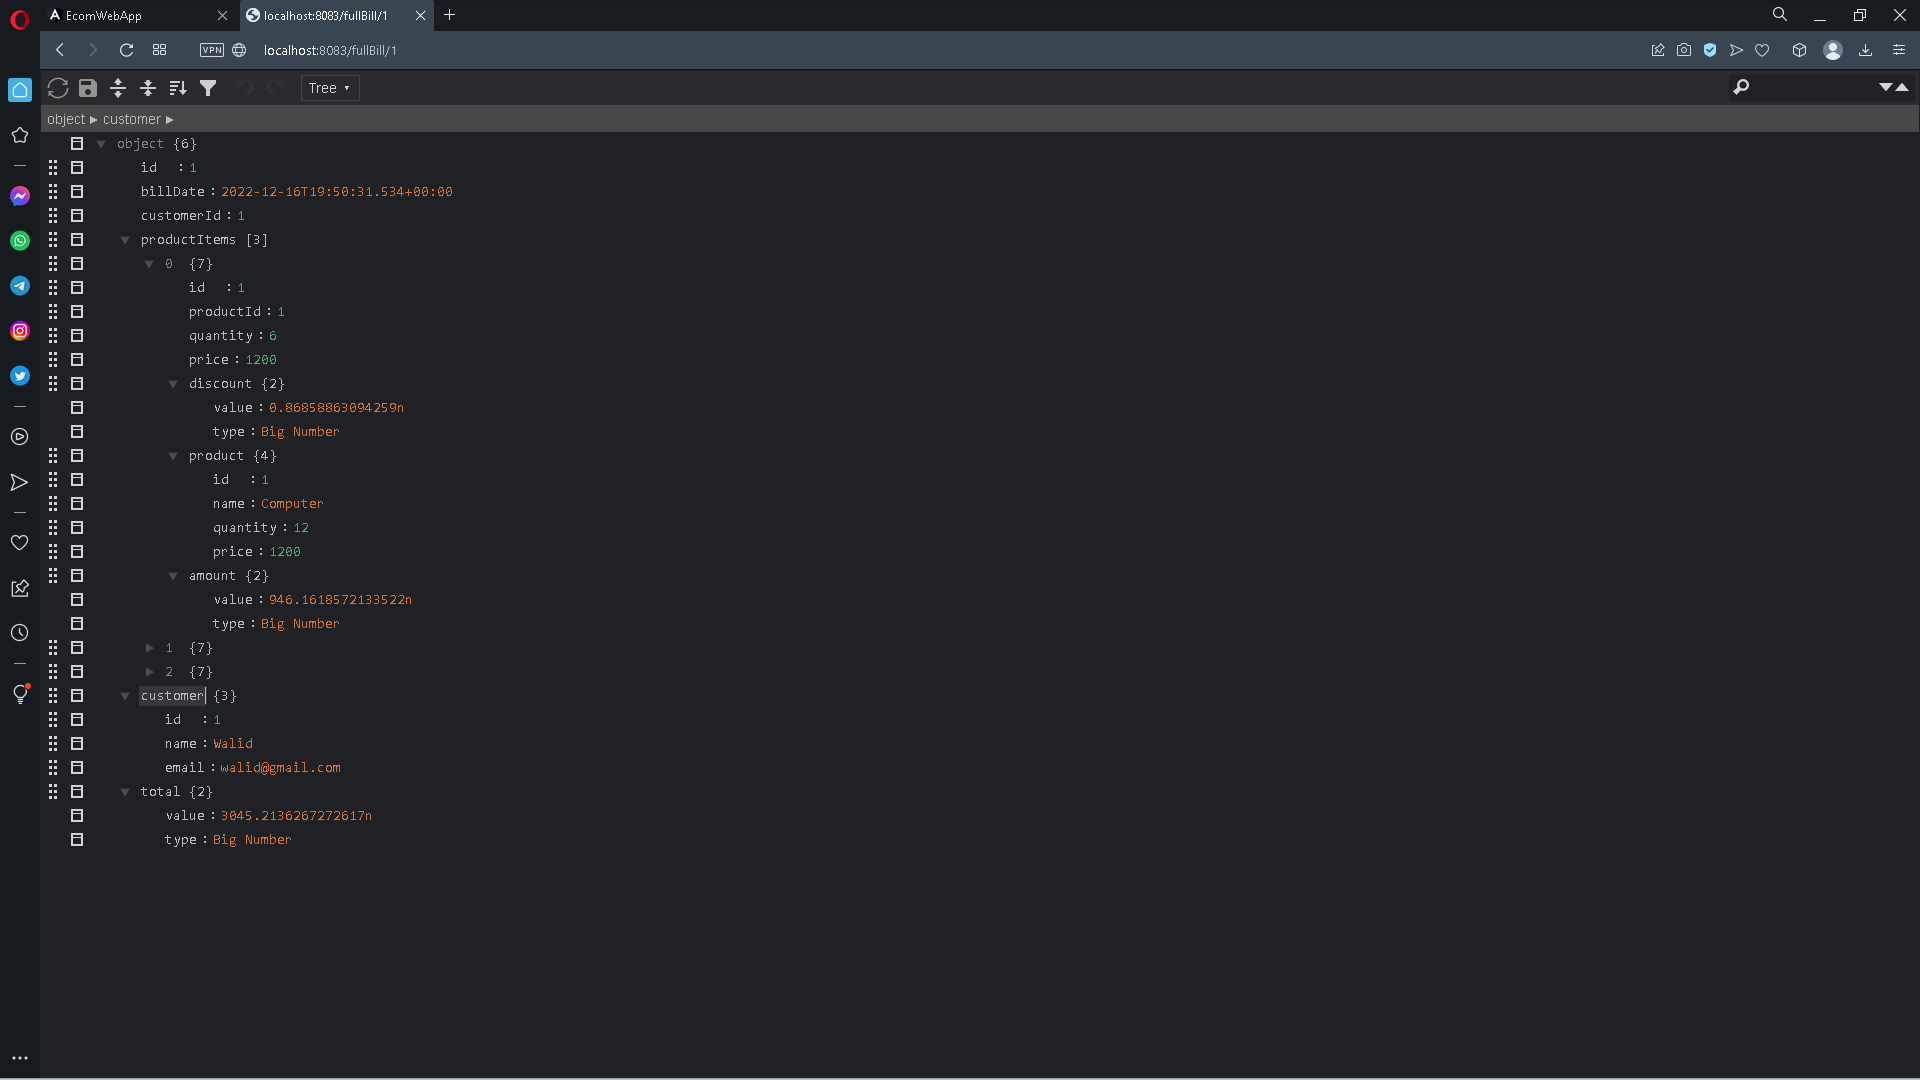 EcomWebApp
localhost:8083/fullBill/1
VPN
localhost:8083/fullBill/1
Tree
object ► customer ►
object {6}
id : 1
billDate : 2022-12-16T19:50:31.534+00:00
customerId : 1
productItems [3]
0 {7}
id : 1
productId : 1
quantity : 6
price : 1200
discount {2}
value : 0.86858863094259n
type : Big Number
product {4}
id : 1
name : Computer
quantity : 12
price : 1200
amount {2}
value : 946.1618572133522n
type : Big Number
1 {7}
2 {7}
customer {3}
id : 1
name : Walid
email : walid@gmail.com
total {2}
value : 3045.2136267272617n
type : Big Number